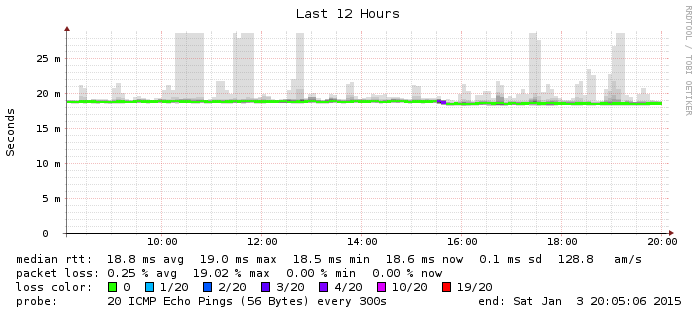 Last 12 Hours
RRDTOOL / TOBI OETIKER
Seconds
25 m
20 m
15 m
10 m
5 m
0
10:00 12:00 14:00 16:00 18:00 20:00
median rtt: 18.8 ms avg 19.0 ms max 18.5 ms min 18.6 ms now 0.1 ms sd 128.8 am/s
packet loss: 0.25 % avg 19.02 % max 0.00 % min 0.00 % now
loss color: 0 1/20 2/20 3/20 4/20 10/20 19/20
probe: 20 ICMP Echo Pings (56 Bytes) every 300s end: Sat Jan 3 20:05:06 2015